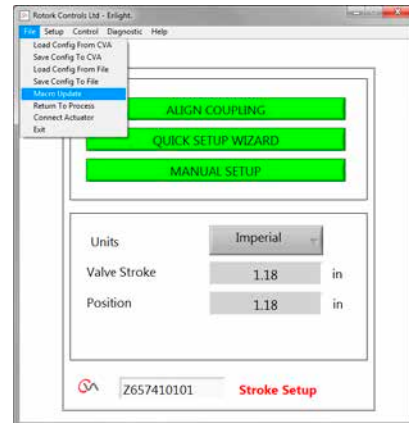 Rotork Controls Ltd - Enlight.
File Setup Control Diagnostic Help
Load Config From CVA
Save Config To CVA
Load Config From File
Save Config To File
Macro Update
Return To Process
Connect Actuator
Exit
ALIGN COUPLING
QUICK SETUP WIZARD
MANUAL SETUP
Units Imperial
Valve Stroke 1.18 in
Position 1.18 in
CVA Z657410101 Stroke Setup